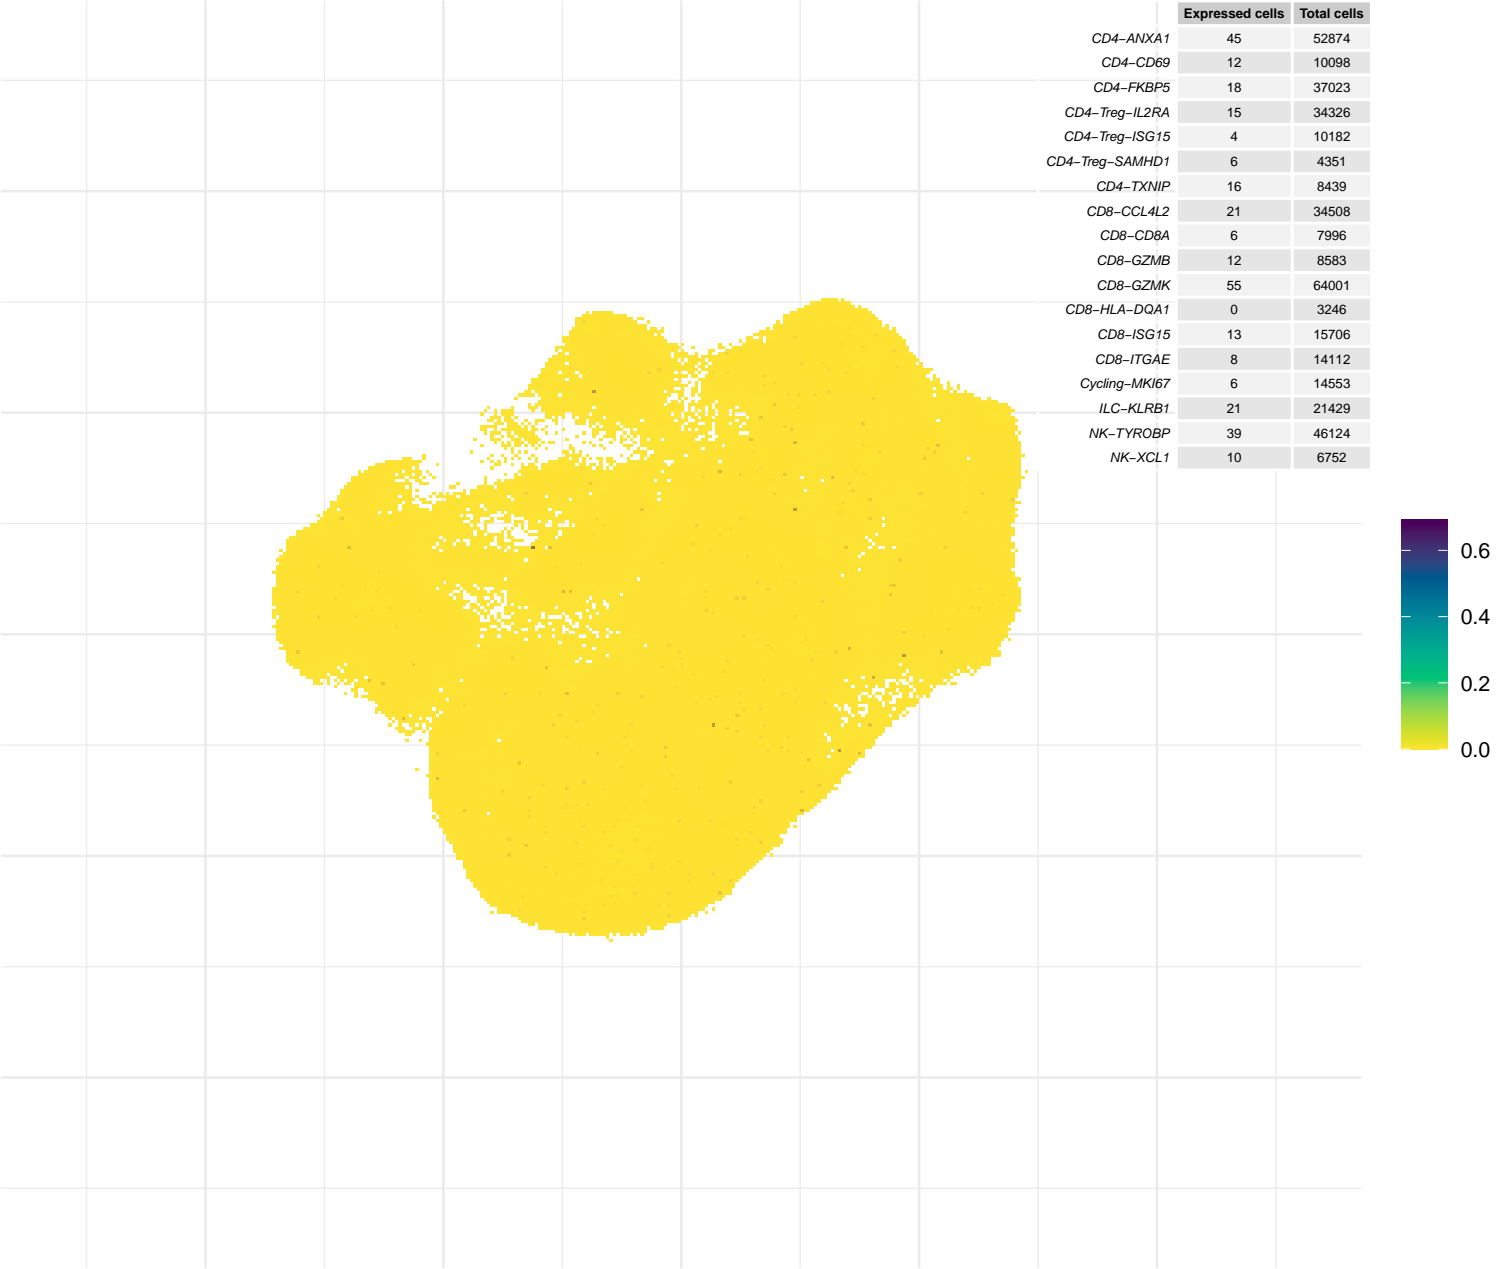 Expressed cells Total cells
CD4−ANXA1 45 52874
CD4−CD69 12 10098
CD4−FKBP5 18 37023
CD4−Treg−IL2RA 15 34326
CD4−Treg−ISG15 4 10182
CD4−Treg−SAMHD1 6 4351
CD4−TXNIP 16 8439
CD8−CCL4L2 21 34508
CD8−CD8A 6 7996
CD8−GZMB 12 8583
CD8−GZMK 55 64001
CD8−HLA−DQA1 0 3246
CD8−ISG15 13 15706
CD8−ITGAE 8 14112
Cycling−MKI67 6 14553
ILC−KLRB1 21 21429
NK−TYROBP 39 46124
NK−XCL1 10 6752
0.6
0.4
0.2
0.0